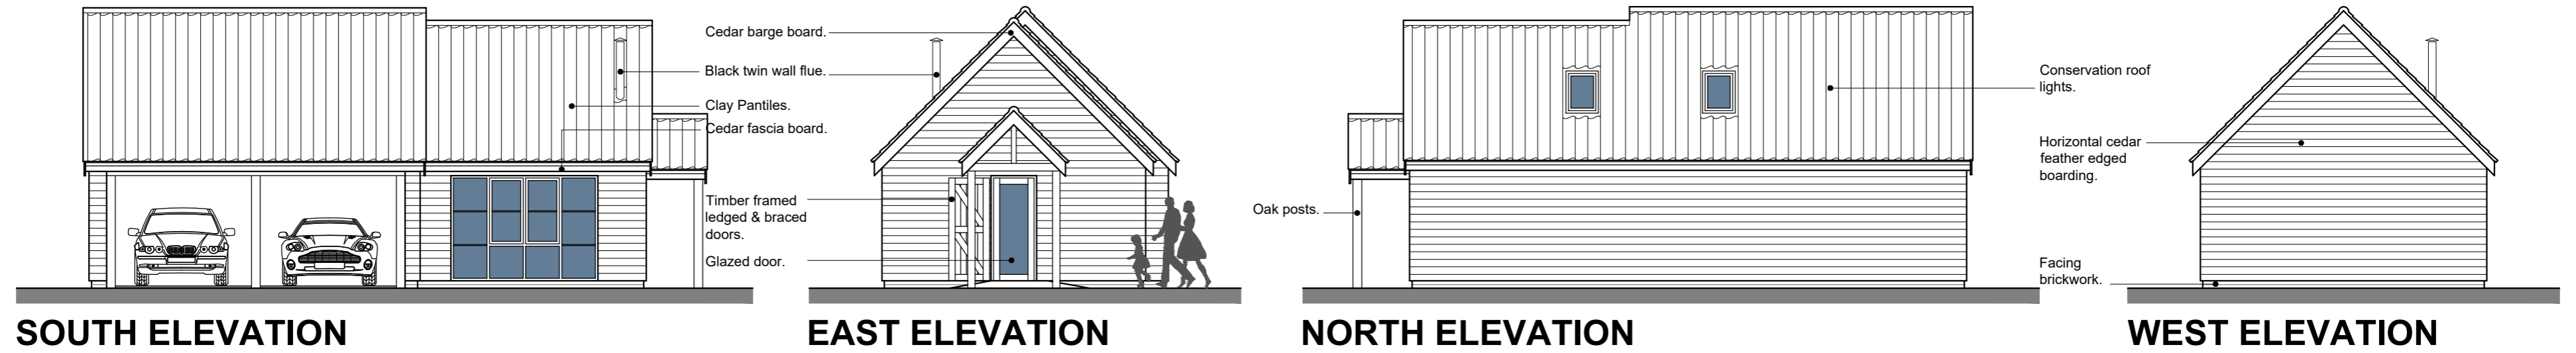 Cedar barge board.
Black twin wall flue.
Clay Pantiles.
Cedar fascia board.
Timber framed
ledged & braced
doors.
Glazed door.
Oak posts.
Conservation roof
lights.
Horizontal cedar
feather edged
boarding.
Facing
brickwork.
SOUTH ELEVATION
EAST ELEVATION
NORTH ELEVATION
WEST ELEVATION